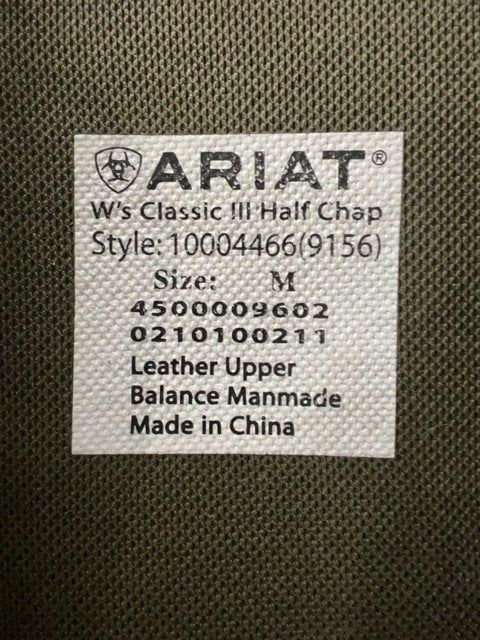 ARIAT®
W's Classic III Half Chap
Style: 10004466(9156)
Size: M
4500009602
0210100211
Leather Upper
Balance Manmade
Made in China